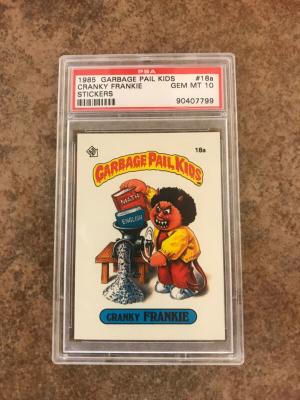 PSA
1985 GARBAGE PAIL KIDS #18a
CRANKY FRANKIE GEM MT 10
STICKERS 90407799
18a
GARBAGE PAIL KIDS
MATH
ENGLISH
CRANKY FRANKIE